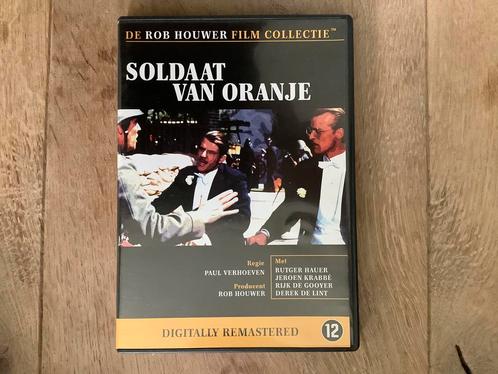 DE ROB HOUWER FILM COLLECTIE™
SOLDAAT
VAN ORANJE
Regie
PAUL VERHOEVEN
Producent
ROB HOUWER
Met
RUTGER HAUER
JEROEN KRABBÉ
RIJK DE GOOYER
DEREK DE LINT
DIGITALLY REMASTERED
12